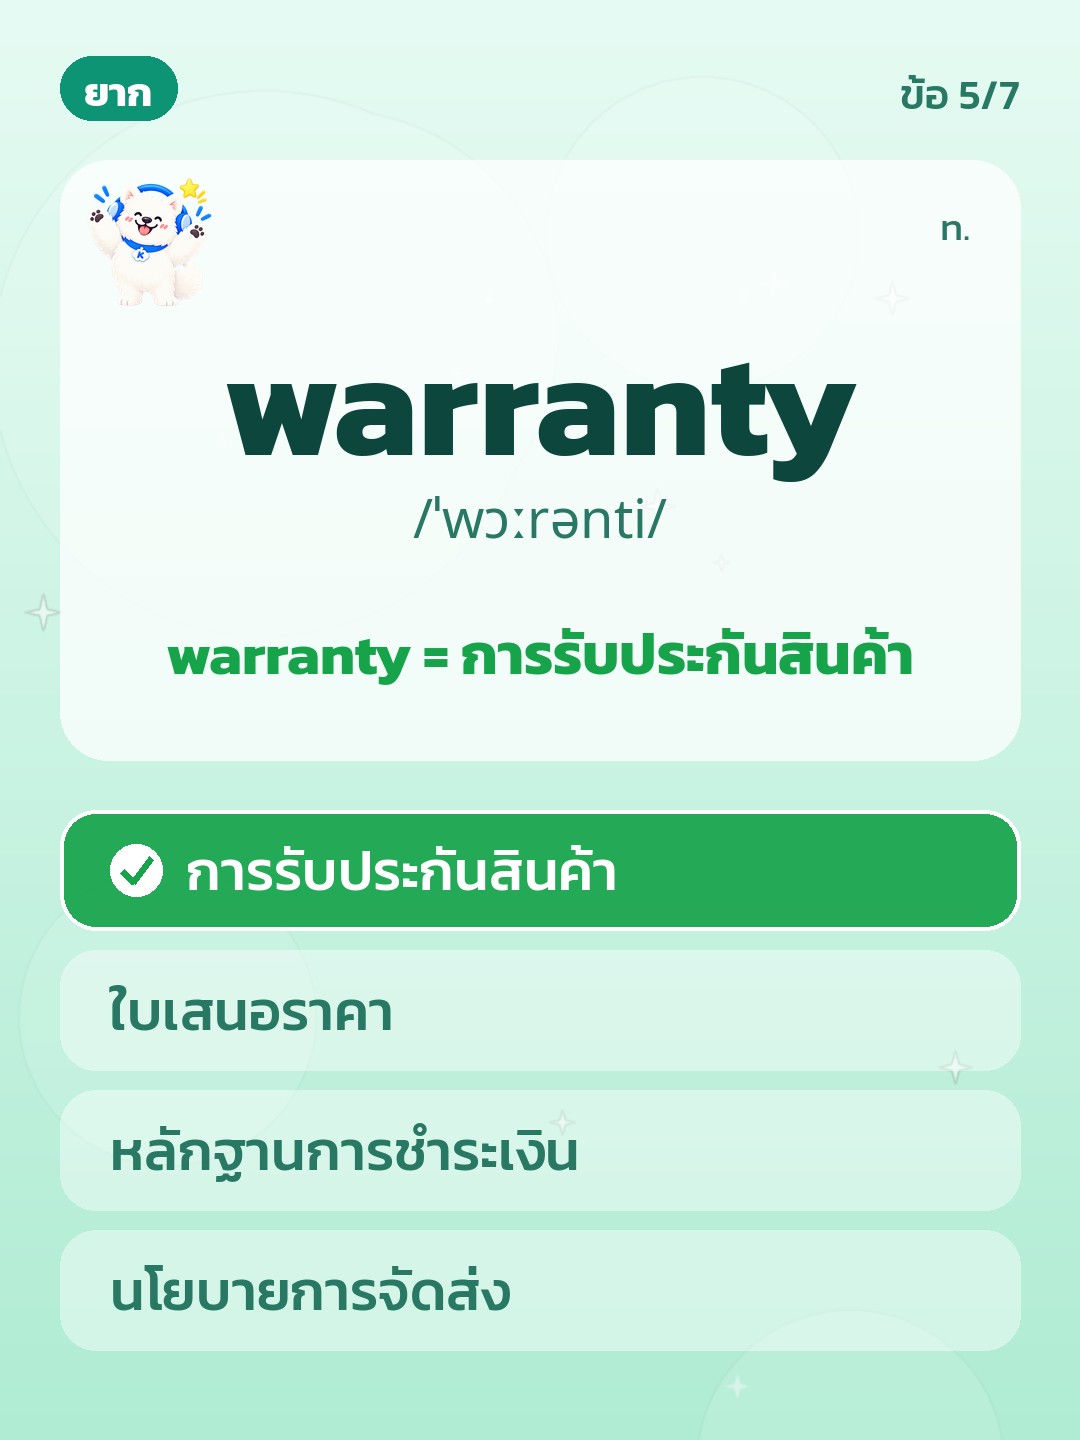 ยาก
ข้อ 5/7
n.
warranty
/ˈwɔːrənti/
warranty = การรับประกันสินค้า
การรับประกันสินค้า
ใบเสนอราคา
หลักฐานการชำระเงิน
นโยบายการจัดส่ง